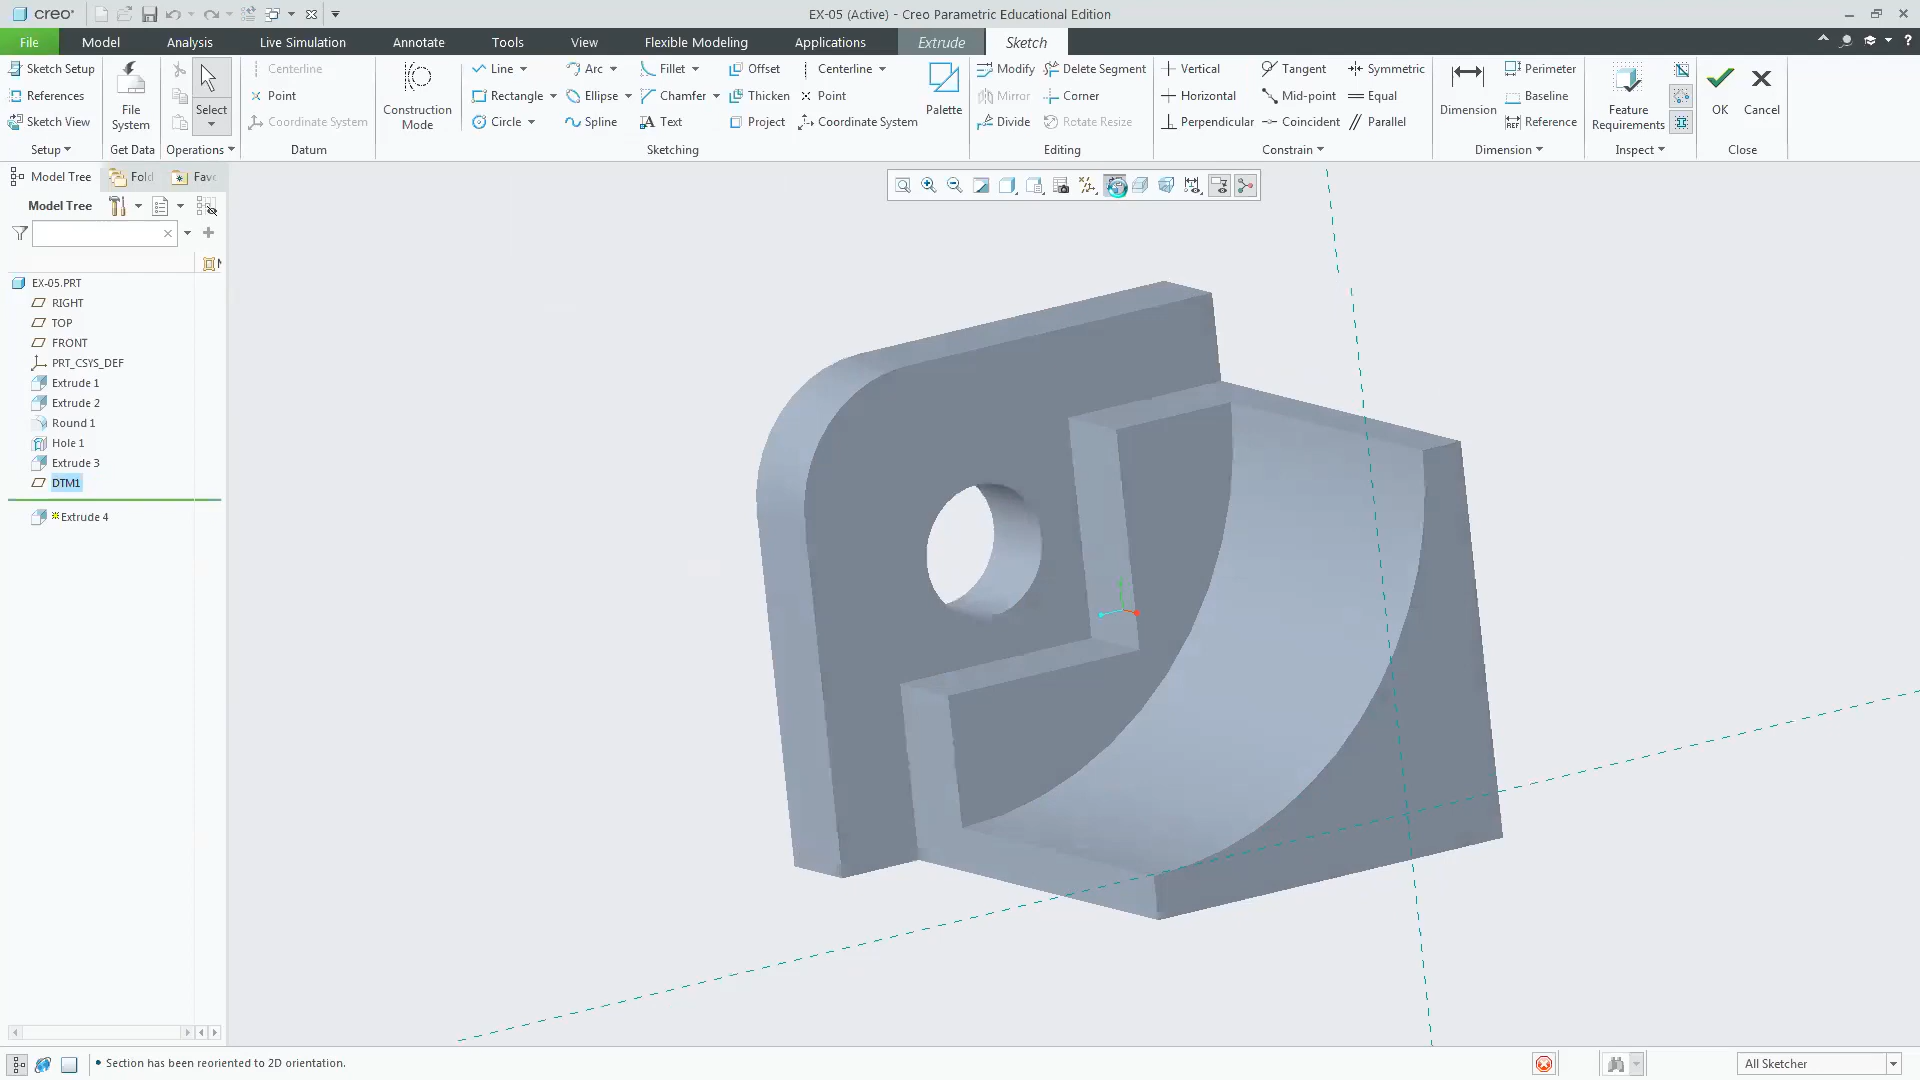 creo
EX-05 (Active) - Creo Parametric Educational Edition
File Model Analysis Live Simulation Annotate Tools View Flexible Modeling Applications Extrude Sketch
Sketch Setup Centerline Line Arc Fillet Offset Centerline Modify Delete Segment Vertical Tangent Symmetric Perimeter
References Point Rectangle Ellipse Chamfer Thicken Point Mirror Corner Horizontal Mid-point Equal Baseline
Sketch View Coordinate System Circle Spline Text Project Coordinate System Divide Rotate Resize Perpendicular Coincident Parallel Reference
File System Select Construction Mode Palette Dimension Feature Requirements OK Cancel
Setup Get Data Operations Datum Sketching Editing Constrain Dimension Inspect Close
Model Tree Fold Fav
Model Tree
EX-05.PRT
RIGHT
TOP
FRONT
PRT_CSYS_DEF
Extrude 1
Extrude 2
Round 1
Hole 1
Extrude 3
DTM1
Extrude 4
• Section has been reoriented to 2D orientation.
All Sketcher